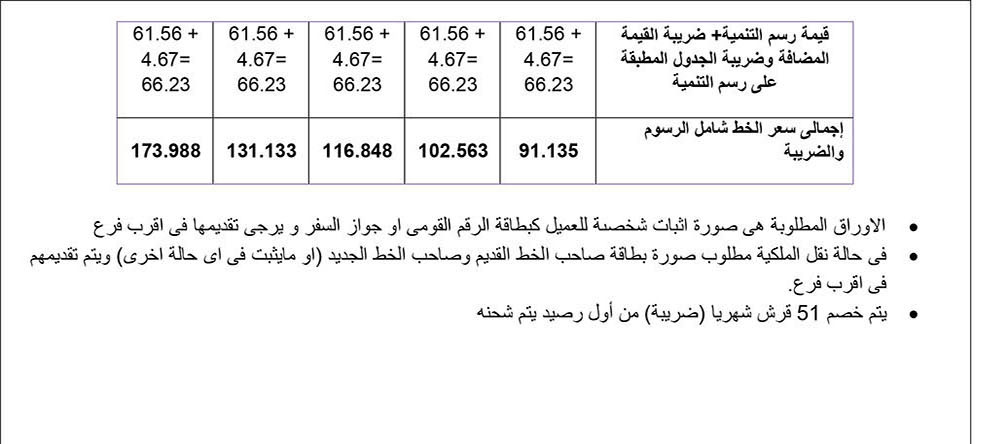 قيمة رسم التنمية+ ضريبة القيمة
المضافة وضريبة الجدول المطبقة
على رسم التنمية
61.56 +
4.67=
66.23
61.56 +
4.67=
66.23
61.56 +
4.67=
66.23
61.56 +
4.67=
66.23
61.56 +
4.67=
66.23
إجمالى سعر الخط شامل الرسوم
والضريبة
91.135
102.563
116.848
131.133
173.988
• الاوراق المطلوبة هى صورة اثبات شخصىة للعميل كبطاقة الرقم القومى او جواز السفر و يرجى تقديمها فى اقرب فرع
• فى حالة نقل الملكية مطلوب صورة بطاقة صاحب الخط القديم وصاحب الخط الجديد (او مايثبت فى اى حالة اخرى) ويتم تقديمهم
فى اقرب فرع.
• يتم خصم 51 قرش شهريا (ضريبة) من أول رصيد يتم شحنه